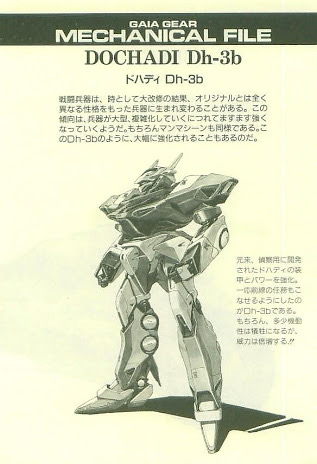 GAIA GEAR
MECHANICAL FILE
DOCHADI Dh-3b
ドハディ Dh-3b
戦闘兵器は、時として大改修の結果、オリジナルとは全く
異なる性格をもった兵器に生まれ変わることがある。この
傾向は、兵器が大型、複雑化していくにつれてますます強く
なっていくようだ。もちろんマンマシーンも同様である。こ
のDh-3bのように、大幅に強化されることもあるのだ。
元来、偵察用に開発
されたドハディの装
甲とパワーを強化。
一応前線の任務もこ
なせるようにしたの
がDh-3bである。
もちろん、多少機動
性は犠牲になるが、
威力は倍増する!!